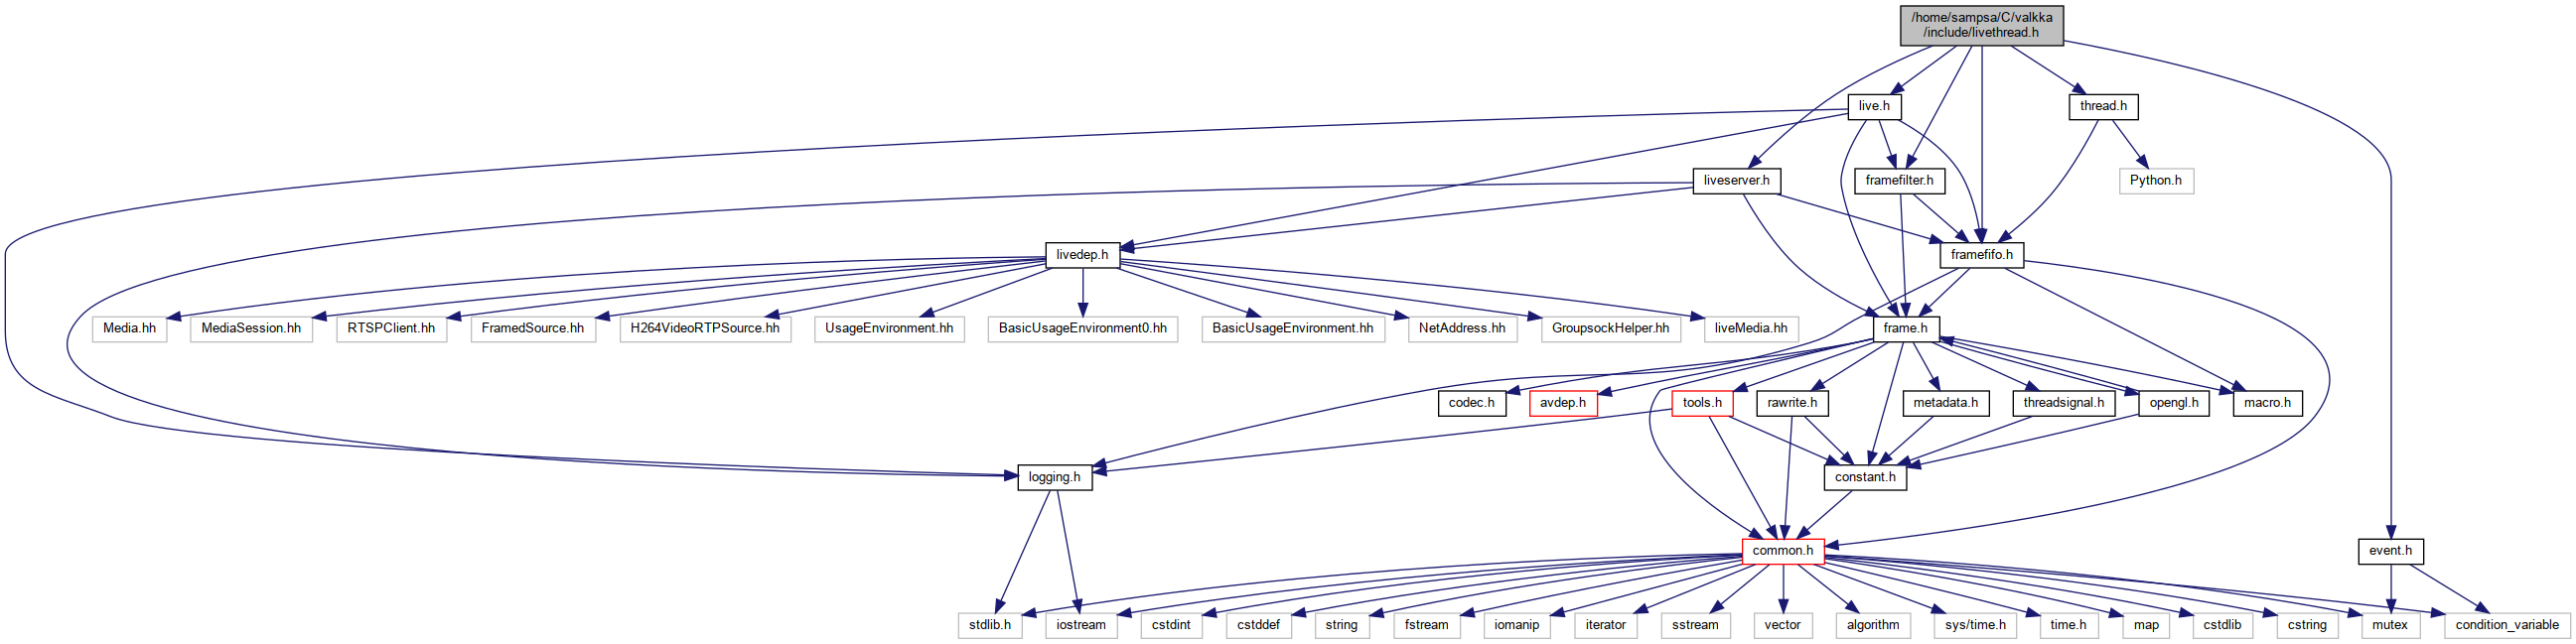 /home/sampsa/C/valkka
/include/livethread.h
live.h
thread.h
liveserver.h
framefilter.h
Python.h
livedep.h
framefifo.h
Media.hh
MediaSession.hh
RTSPClient.hh
FramedSource.hh
H264VideoRTPSource.hh
UsageEnvironment.hh
BasicUsageEnvironment0.hh
BasicUsageEnvironment.hh
NetAddress.hh
GroupsockHelper.hh
liveMedia.hh
frame.h
codec.h
avdep.h
tools.h
rawrite.h
metadata.h
threadsignal.h
opengl.h
macro.h
logging.h
constant.h
common.h
event.h
stdlib.h
iostream
cstdint
cstddef
string
fstream
iomanip
iterator
sstream
vector
algorithm
sys/time.h
time.h
map
cstdlib
cstring
mutex
condition_variable